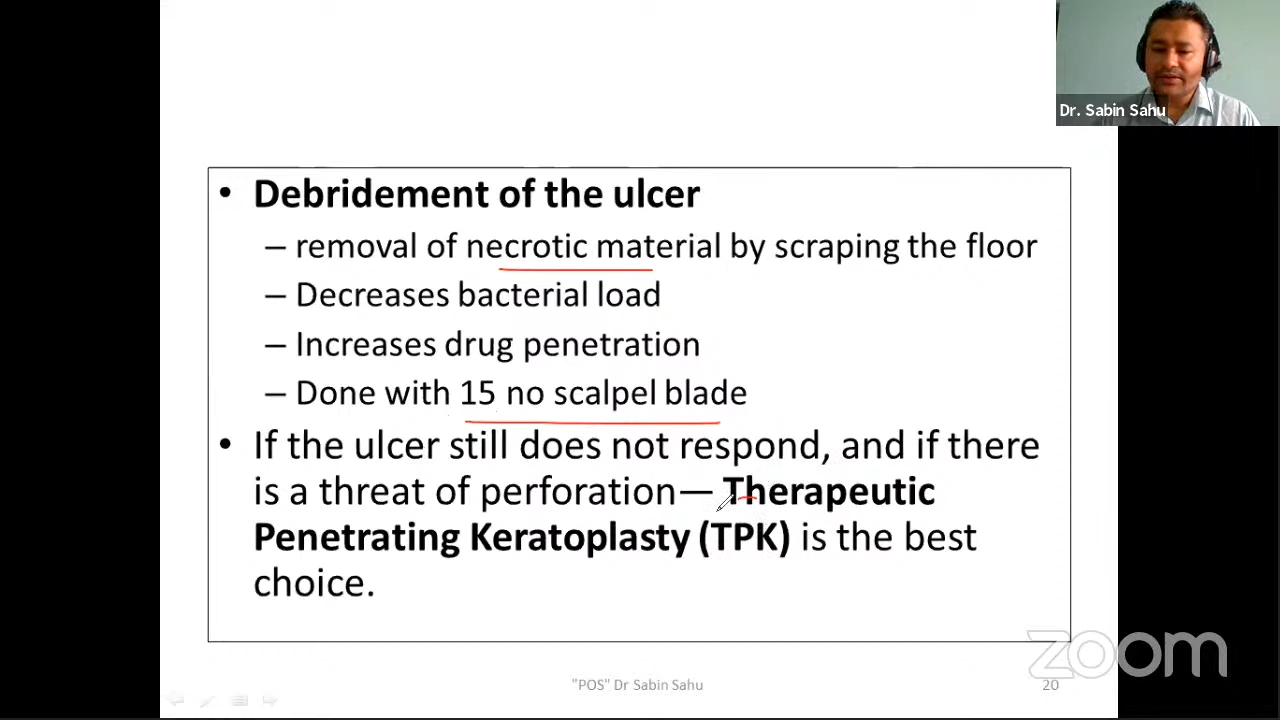 Dr. Sabin Sahu
• Debridement of the ulcer
– removal of necrotic material by scraping the floor
– Decreases bacterial load
– Increases drug penetration
– Done with 15 no scalpel blade
• If the ulcer still does not respond, and if there
is a threat of perforation— Therapeutic
Penetrating Keratoplasty (TPK) is the best
choice.
zoom
"POS" Dr Sabin Sahu
20